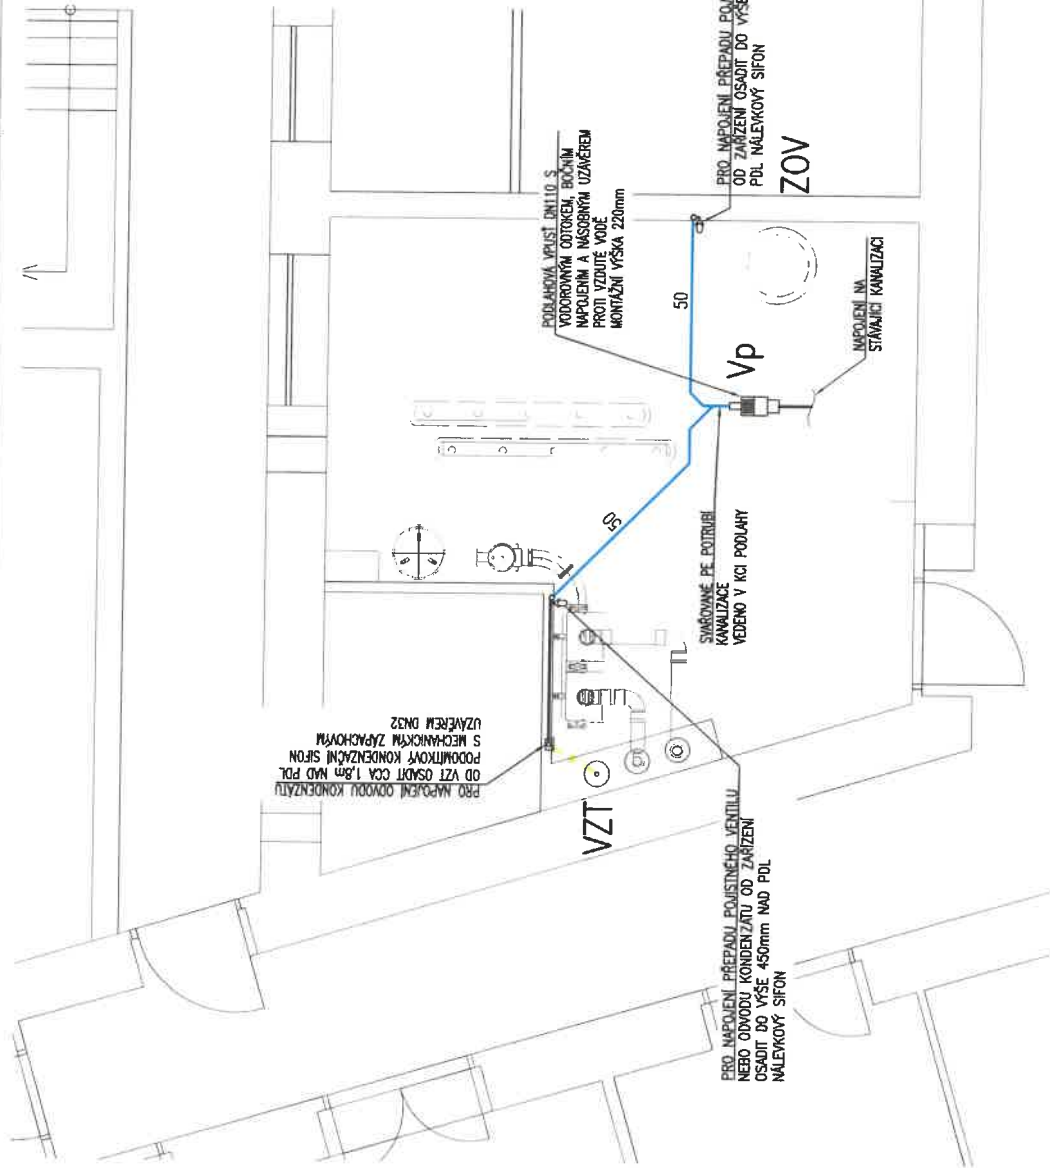 PRO NAPOJENÍ ODVODU KONDENZÁTU
OD VZT OSADIT CCA 1,8m NAD PDL
PODOMÍTKOVÝ KONDENZAČNÍ SIFON
S MECHANICKÝM ZÁPACHOVÝM
UZÁVĚREM DN32
VZT
PRO NAPOJENÍ PŘEPADU POJISTNÉHO VENTILU
NEBO ODVODU KONDENZÁTU OD ZAŘÍZENÍ
OSADIT DO VÝŠE 450mm NAD PDL
NÁLEVKOVÝ SIFON
50
SVAŘOVANÉ PE POTRUBÍ
KANALIZACE
VEDENO V KCI PODLAHY
PODLAHOVÁ VPUSŤ DN110 S
VODOROVNÝM ODTOKEM, BOČNÍM
NAPOJENÍM A NÁSOBNÝM UZÁVĚREM
PROTI VZDUTÉ VODĚ
MONTÁŽNÍ VÝŠKA 220mm
50
Vp
NAPOJENÍ NA
STÁVAJÍCÍ KANALIZACI
PRO NAPOJENÍ PŘEPADU
OD ZAŘÍZENÍ OSADIT DO VÝŠE
PDL NÁLEVKOVÝ SIFON
ZOV